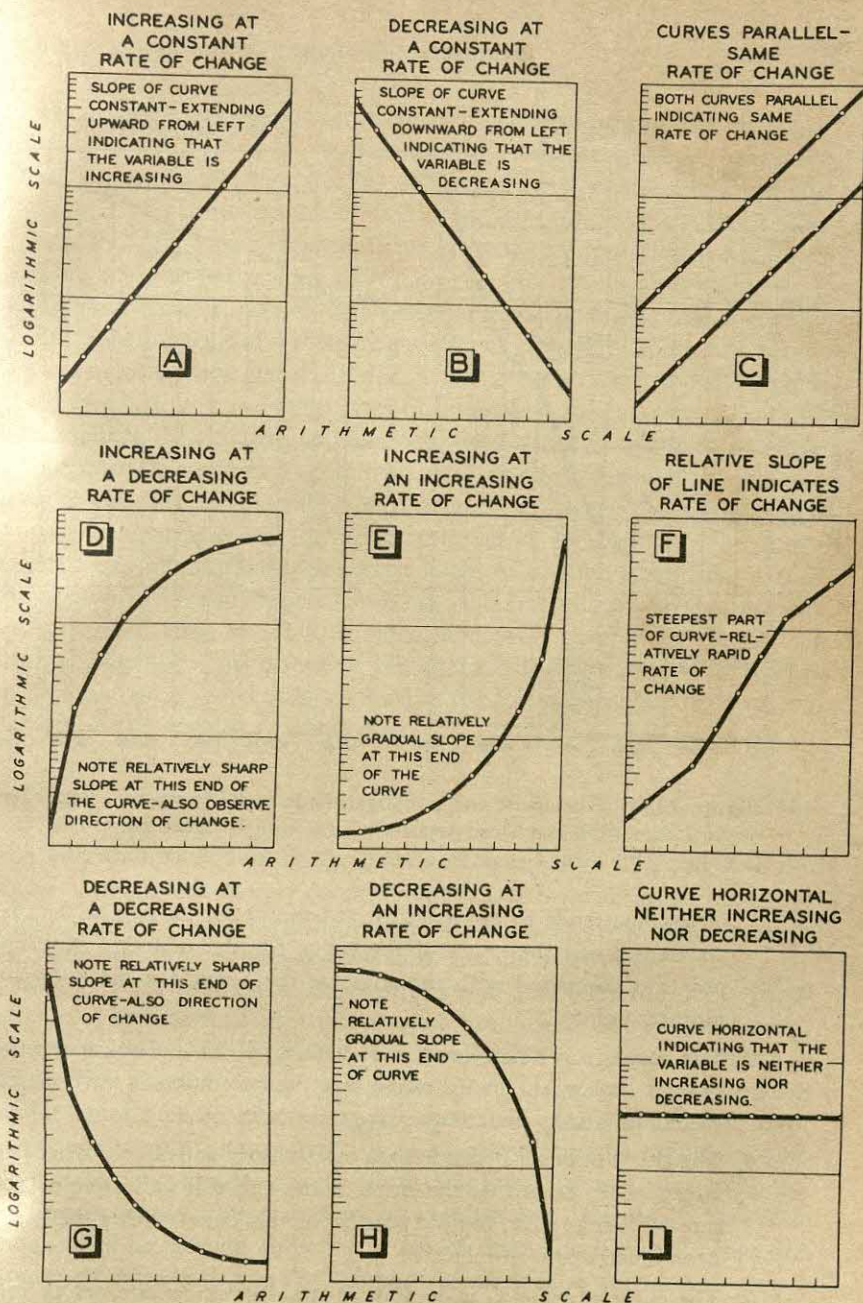 INCREASING AT
A CONSTANT
RATE OF CHANGE
DECREASING AT
A CONSTANT
RATE OF CHANGE
CURVES PARALLEL-
SAME
RATE OF CHANGE
LOGARITHMIC SCALE
SLOPE OF CURVE
CONSTANT-EXTENDING
UPWARD FROM LEFT
INDICATING THAT
THE VARIABLE IS
INCREASING
A
SLOPE OF CURVE
CONSTANT-EXTENDING
DOWNWARD FROM LEFT
INDICATING THAT THE
VARIABLE IS
DECREASING
B
BOTH CURVES PARALLEL
INDICATING SAME
RATE OF CHANGE
C
ARITHMETIC SCALE
INCREASING AT
A DECREASING
RATE OF CHANGE
INCREASING AT
AN INCREASING
RATE OF CHANGE
RELATIVE SLOPE
OF LINE INDICATES
RATE OF CHANGE
LOGARITHMIC SCALE
D
NOTE RELATIVELY SHARP
SLOPE AT THIS END OF
THE CURVE-ALSO OBSERVE
DIRECTION OF CHANGE.
E
NOTE RELATIVELY
GRADUAL SLOPE
AT THIS END
OF THE
CURVE
F
STEEPEST PART
OF CURVE-REL-
ATIVELY RAPID
RATE OF
CHANGE
ARITHMETIC SCALE
DECREASING AT
A DECREASING
RATE OF CHANGE
DECREASING AT
AN INCREASING
RATE OF CHANGE
CURVE HORIZONTAL
NEITHER INCREASING
NOR DECREASING
LOGARITHMIC SCALE
NOTE RELATIVELY SHARP
SLOPE AT THIS END OF
CURVE-ALSO DIRECTION
OF CHANGE
G
NOTE
RELATIVELY
GRADUAL SLOPE
AT THIS END
OF CURVE
H
CURVE HORIZONTAL
INDICATING THAT THE
VARIABLE IS NEITHER
INCREASING NOR
DECREASING.
I
ARITHMETIC SCALE